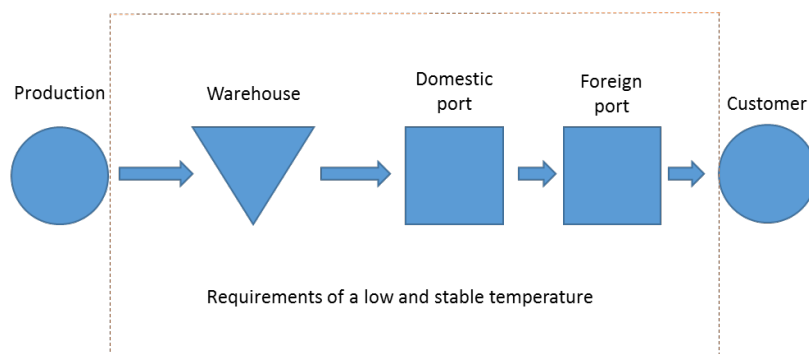 Production
Warehouse
Domestic
port
Foreign
port
Customer
Requirements of a low and stable temperature